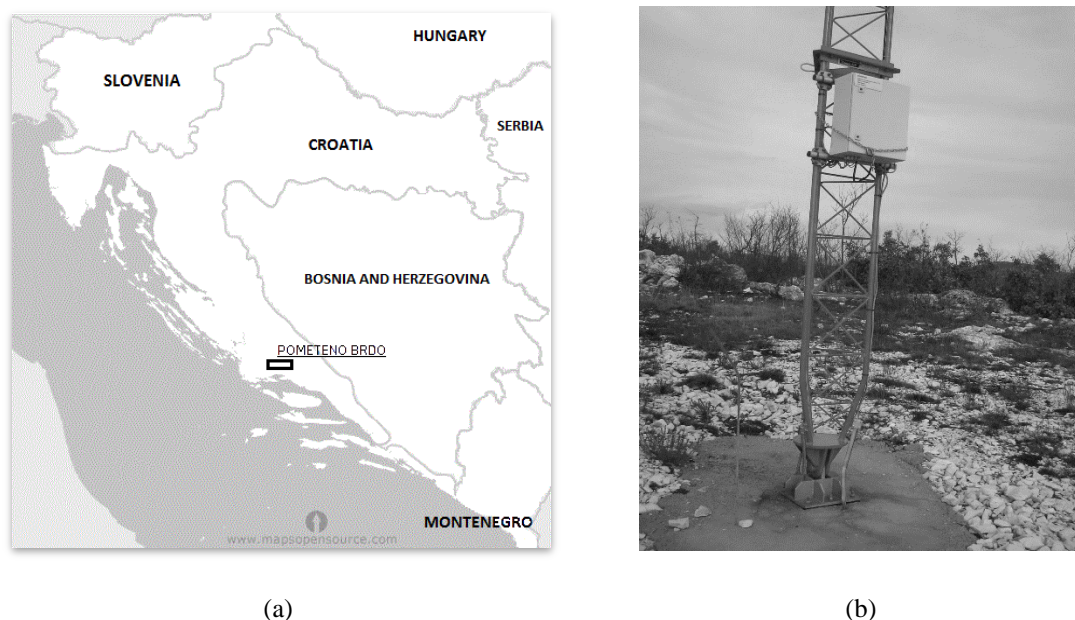 HUNGARY
SLOVENIA
SERBIA
CROATIA
BOSNIA AND HERZEGOVINA
POMETENO BRDO
MONTENEGRO
www.mapsopensource.com
(a)
(b)